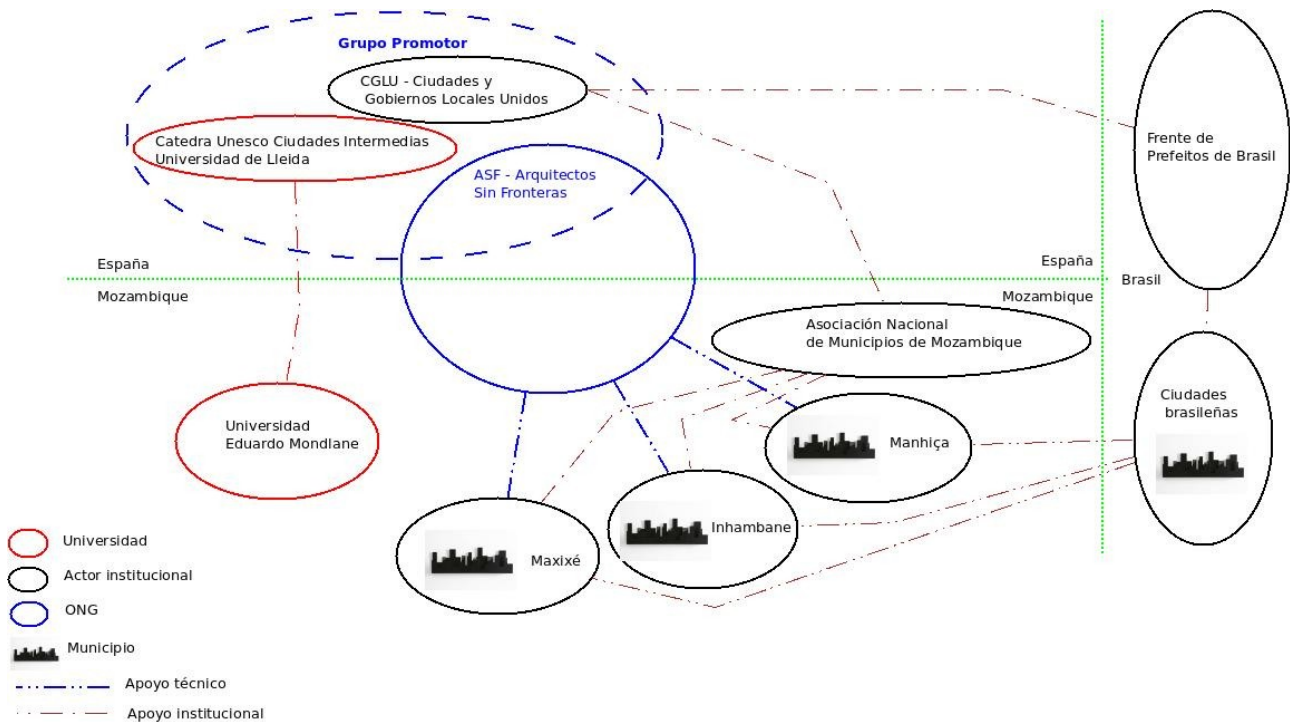 Grupo Promotor
CGLU - Ciudades y
Gobiernos Locales Unidos
Catedra Unesco Ciudades Intermedias
Universidad de Lleida
ASF - Arquitectos
Sin Fronteras
Frente de
Prefeitos de Brasil
España
España
Brasil
Mozambique
Mozambique
Asociación Nacional
de Municipios de Mozambique
Ciudades
brasileñas
Universidad
Eduardo Mondlane
Manhiça
Inhambane
Maxixé
Universidad
Actor institucional
ONG
Municipio
Apoyo técnico
Apoyo institucional